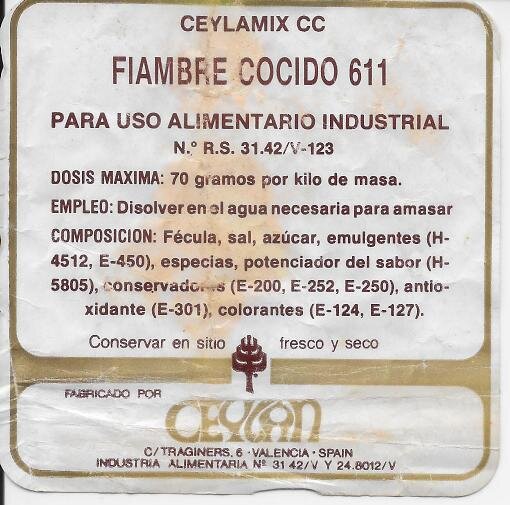 CEYLAMIX CC
FIAMBRE COCIDO 611
PARA USO ALIMENTARIO INDUSTRIAL
N.º R.S. 31.42/V-123
DOSIS MAXIMA: 70 gramos por kilo de masa.
EMPLEO: Disolver en el agua necesaria para amasar
COMPOSICION: Fécula, sal, azúcar, emulgentes (H-
4512, E-450), especias, potenciador del sabor (H-
5805), conservadores (E-200, E-252, E-250), antio-
xidante (E-301), colorantes (E-124, E-127).
Conservar en sitio fresco y seco
FABRICADO POR
CEYLAN
C/TRAGINERS, 6 · VALENCIA · SPAIN
INDUSTRIA ALIMENTARIA Nº 31 42/V Y 24.8012/V